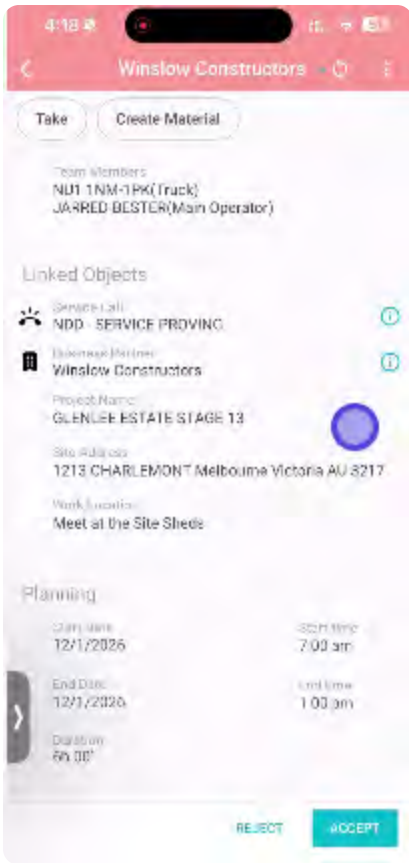 4:18
Winslow Constructors
Take
Create Material
Team Members
NU1 1NM-1PK(Truck)
JARRED BESTER(Main Operator)
Linked Objects
Service Call
NDD - SERVICE PROVING
Business Partner
Winslow Constructors
Project Name
GLENLEE ESTATE STAGE 13
Site Address
1213 CHARLEMONT Melbourne Victoria AU 3217
Work Location
Meet at the Site Sheds
Planning
Start Date
Start time
12/1/2026
7:00 am
End Date
End time
12/1/2026
1:00 pm
Duration
REJECT
ACCEPT